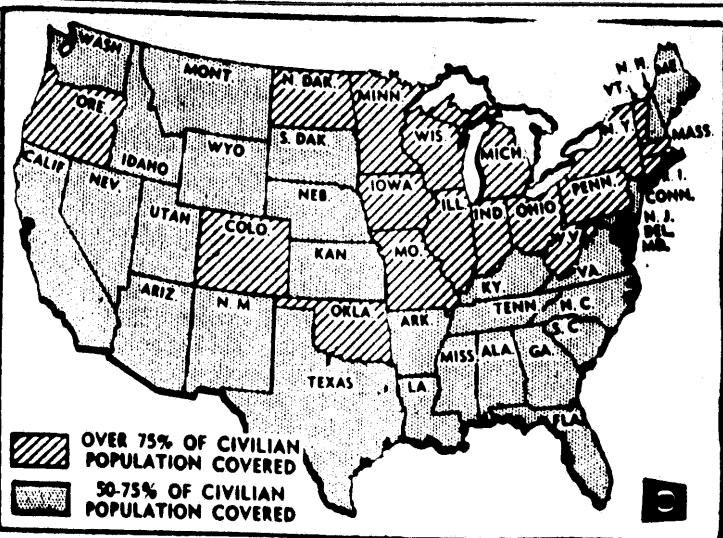 WASH
MONT.
N. DAK.
MINN.
N. H.
ME.
VT.
ORE.
IDAHO
WYO
S. DAK.
WIS.
MICH.
N. Y.
MASS.
R. I.
CONN.
CALIF
NEV.
UTAH
COLO.
NEB
IOWA
ILL.
IND.
OHIO
PENN.
N. J.
DEL.
MD.
KAN
MO.
W. V.
KY.
VA.
ARIZ.
N. M
OKLA.
ARK.
TENN
N. C.
S. C.
TEXAS
LA
MISS
ALA.
GA.
FLA.
OVER 75% OF CIVILIAN
POPULATION COVERED
50-75% OF CIVILIAN
POPULATION COVERED